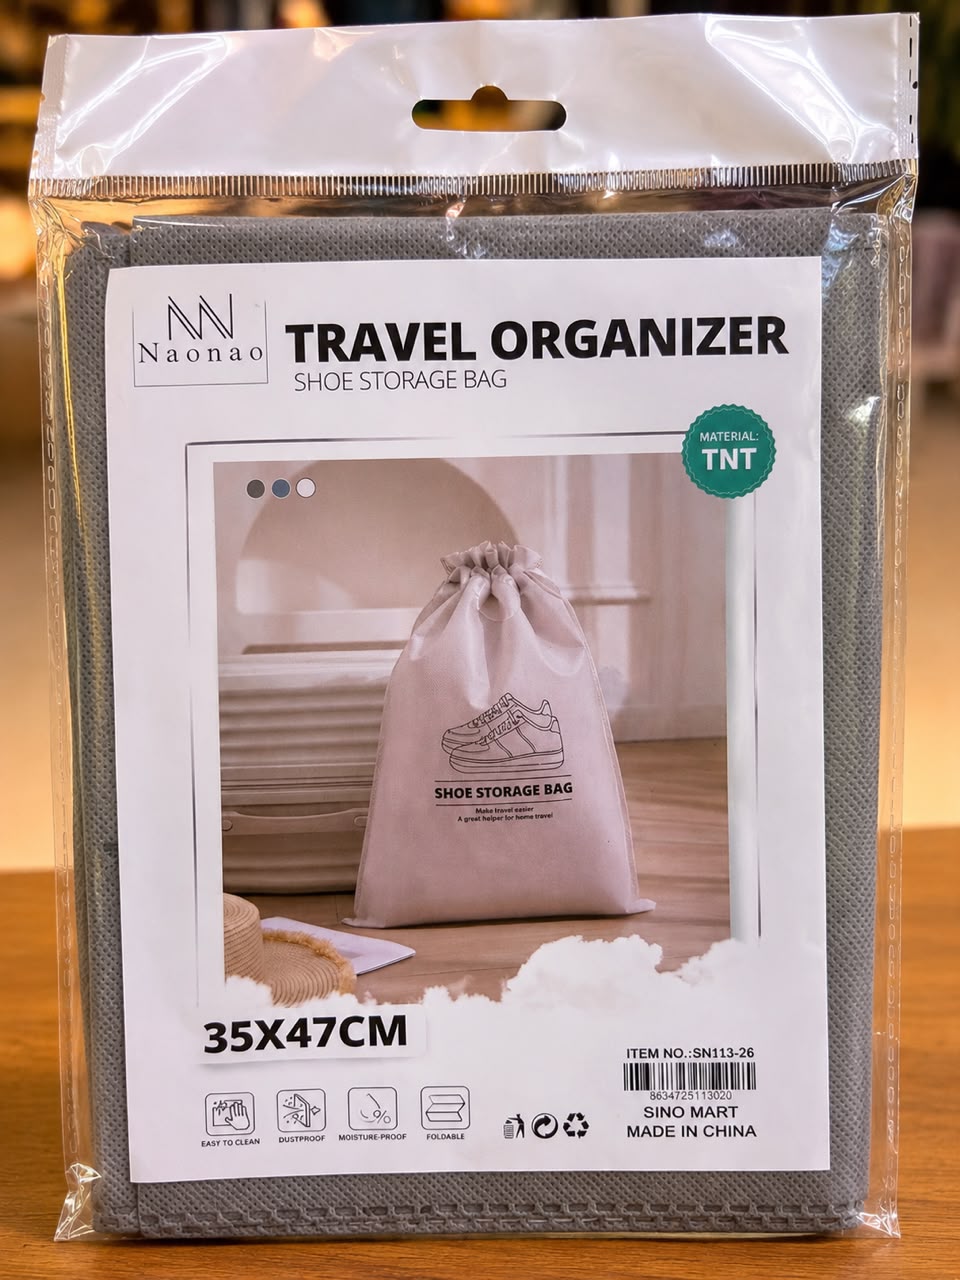 NN
Naonao
TRAVEL ORGANIZER
SHOE STORAGE BAG
MATERIAL:
TNT
SHOE STORAGE BAG
Make travel easier
A great helper for home travel
35X47CM
EASY TO CLEAN
DUSTPROOF
MOISTURE-PROOF
FOLDABLE
ITEM NO.:SN113-26
8634725113020
SINO MART
MADE IN CHINA